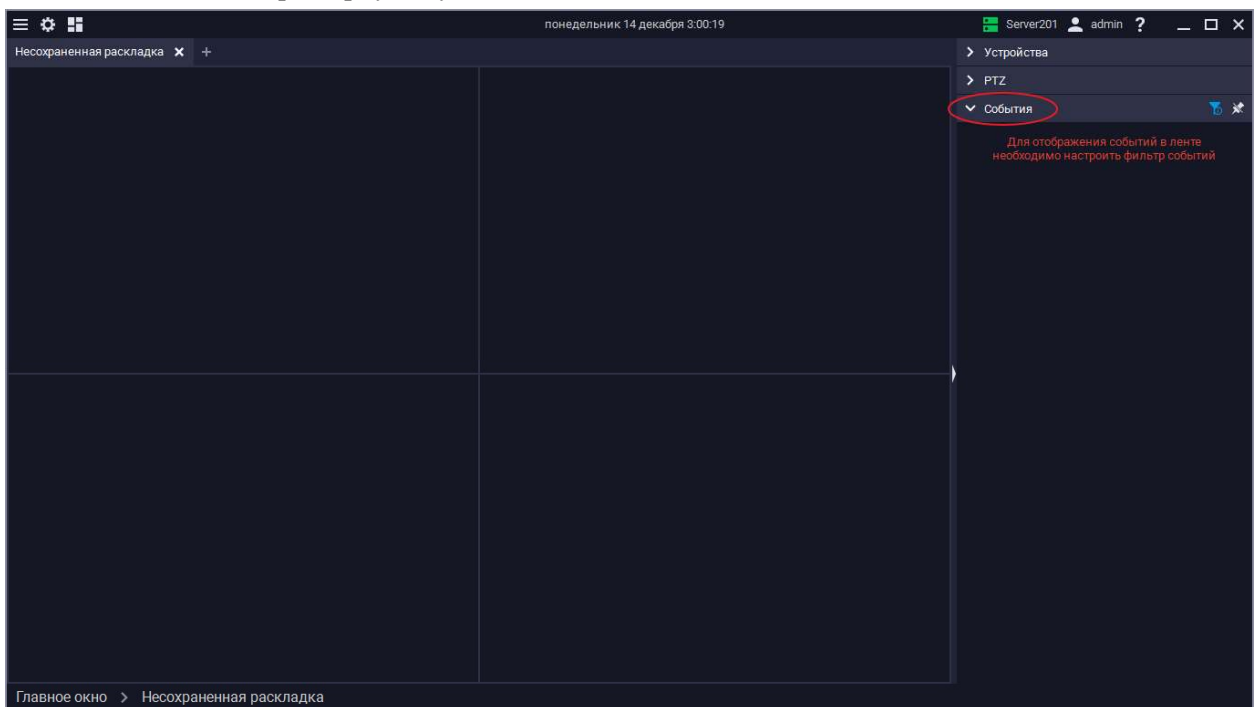 понедельник 14 декабря 3:00:19
Server201 admin ?
Несохраненная раскладка
Устройства
PTZ
События
Для отображения событий в ленте
необходимо настроить фильтр событий
Главное окно > Несохраненная раскладка